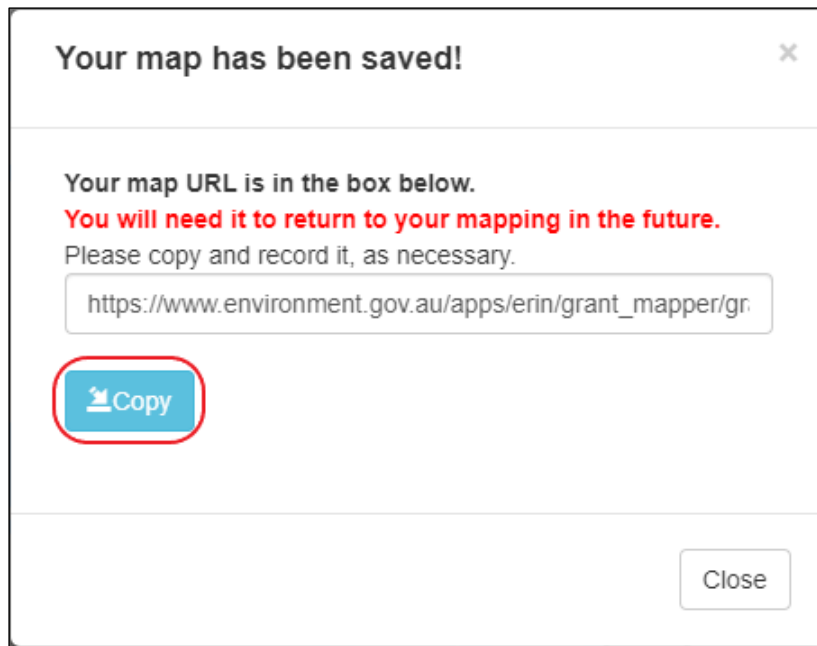 Your map has been saved!
×
Your map URL is in the box below.
You will need it to return to your mapping in the future.
Please copy and record it, as necessary.
https://www.environment.gov.au/apps/erin/grant_mapper/gr
Copy
Close